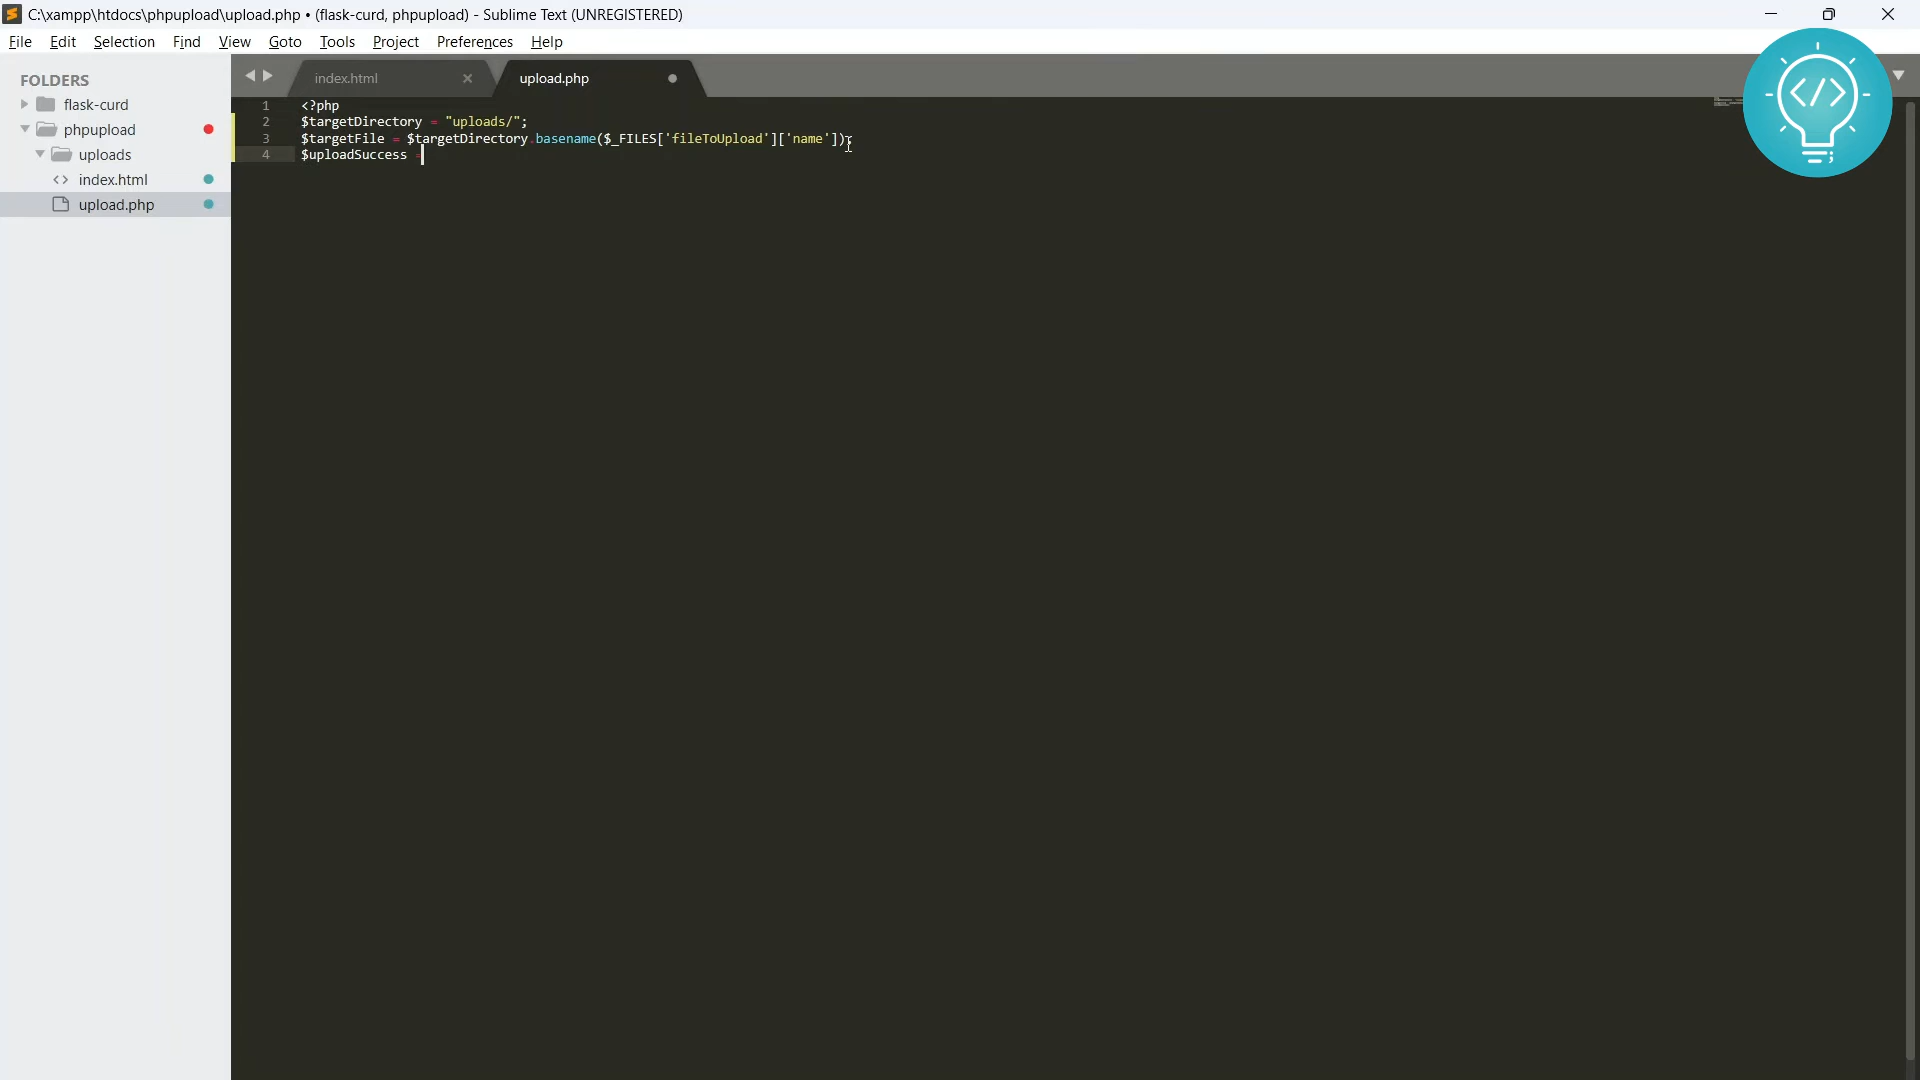 C:\xampp\htdocs\phpupload\upload.php • (flask-curd, phpupload) - Sublime Text (UNREGISTERED)
File Edit Selection Find View Goto Tools Project Preferences Help
FOLDERS
flask-curd
phpupload
uploads
index.html
upload.php
index.html
upload.php
1 <?php
2 $targetDirectory = "uploads/";
3 $targetFile = $targetDirectory.basename($_FILES['fileToUpload']['name']);
4 $uploadSuccess =
</>